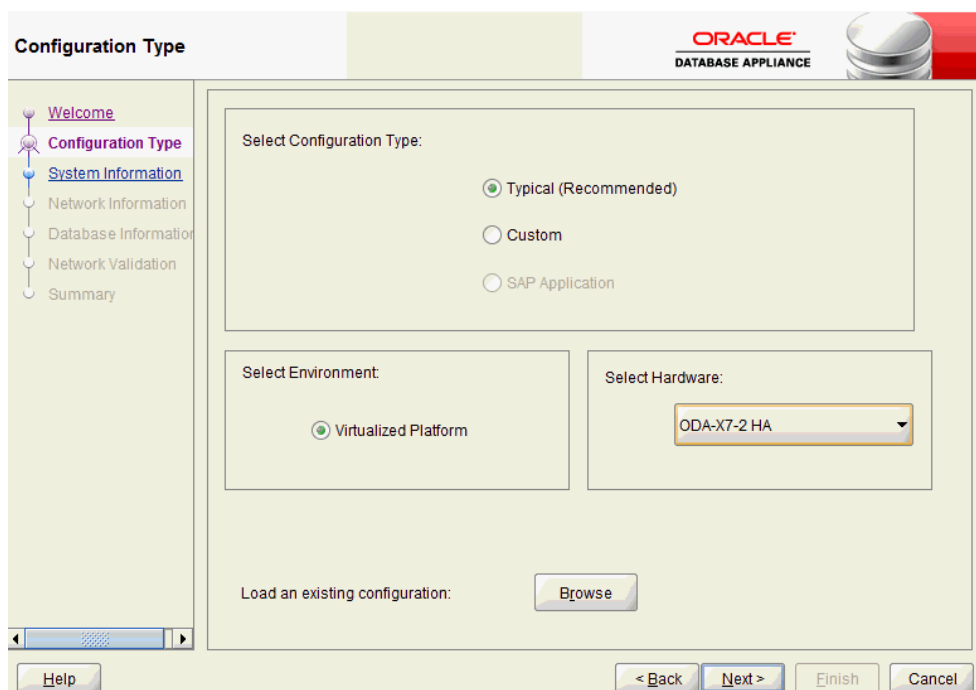 Configuration Type
ORACLE
DATABASE APPLIANCE
Welcome
Configuration Type
System Information
Network Information
Database Information
Network Validation
Summary
Select Configuration Type:
Typical (Recommended)
Custom
SAP Application
Select Environment:
Virtualized Platform
Select Hardware:
ODA-X7-2 HA
Load an existing configuration:
Browse
Help
< Back
Next >
Finish
Cancel